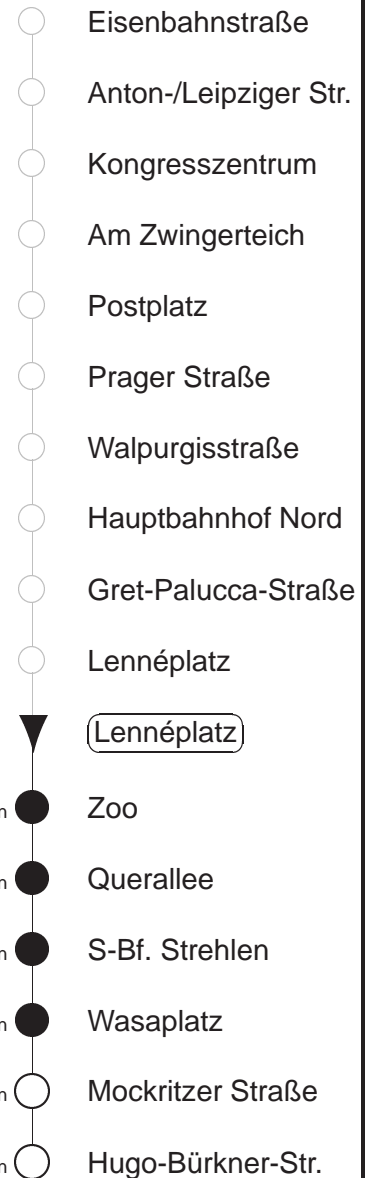 Eisenbahnstraße
Anton-/Leipziger Str.
Kongresszentrum
Am Zwingerteich
Postplatz
Prager Straße
Walpurgisstraße
Hauptbahnhof Nord
Gret-Palucca-Straße
Lennéplatz
Lennéplatz
Zoo
Querallee
S-Bf. Strehlen
Wasaplatz
Mockritzer Straße
Hugo-Bürkner-Str.